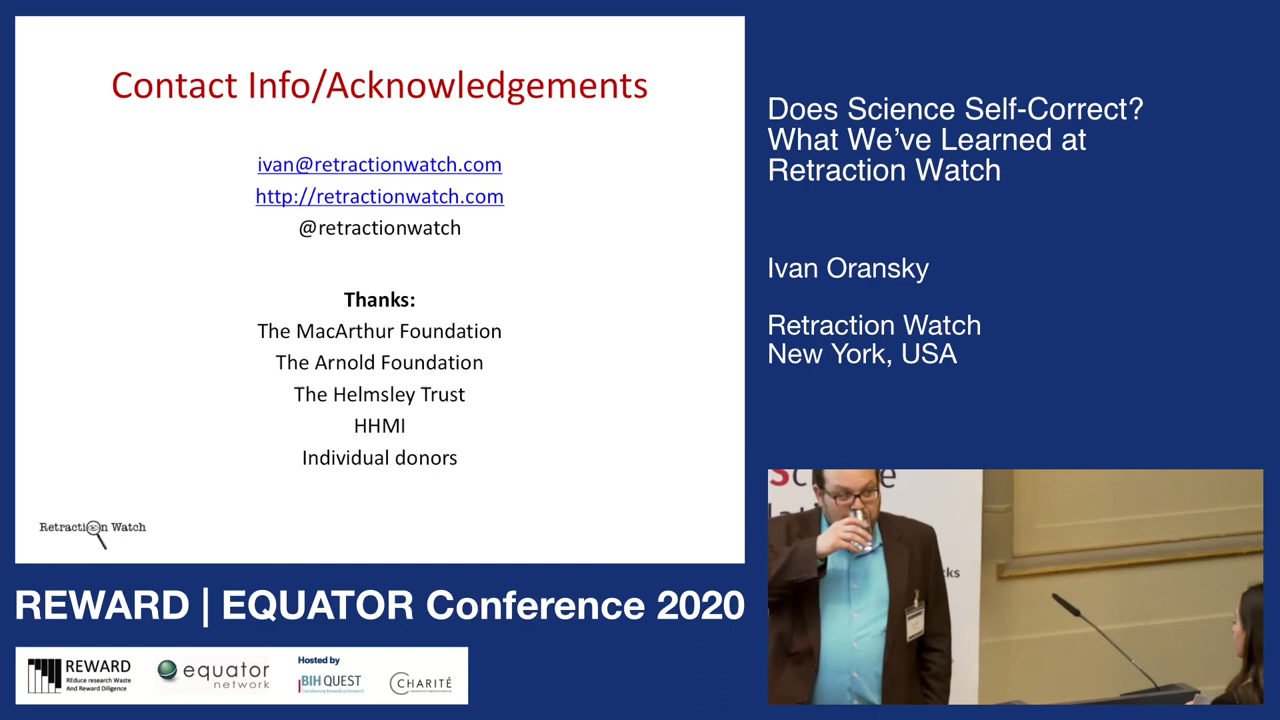 Contact Info/Acknowledgements
ivan@retractionwatch.com
http://retractionwatch.com
@retractionwatch
Thanks:
The MacArthur Foundation
The Arnold Foundation
The Helmsley Trust
HHMI
Individual donors
Retraction Watch
Does Science Self-Correct?
What We've Learned at
Retraction Watch
Ivan Oransky
Retraction Watch
New York, USA
REWARD | EQUATOR Conference 2020
REWARD
REduce research Waste
And Reward Diligence
equator
network
Hosted by
BIH QUEST
CHARITÉ